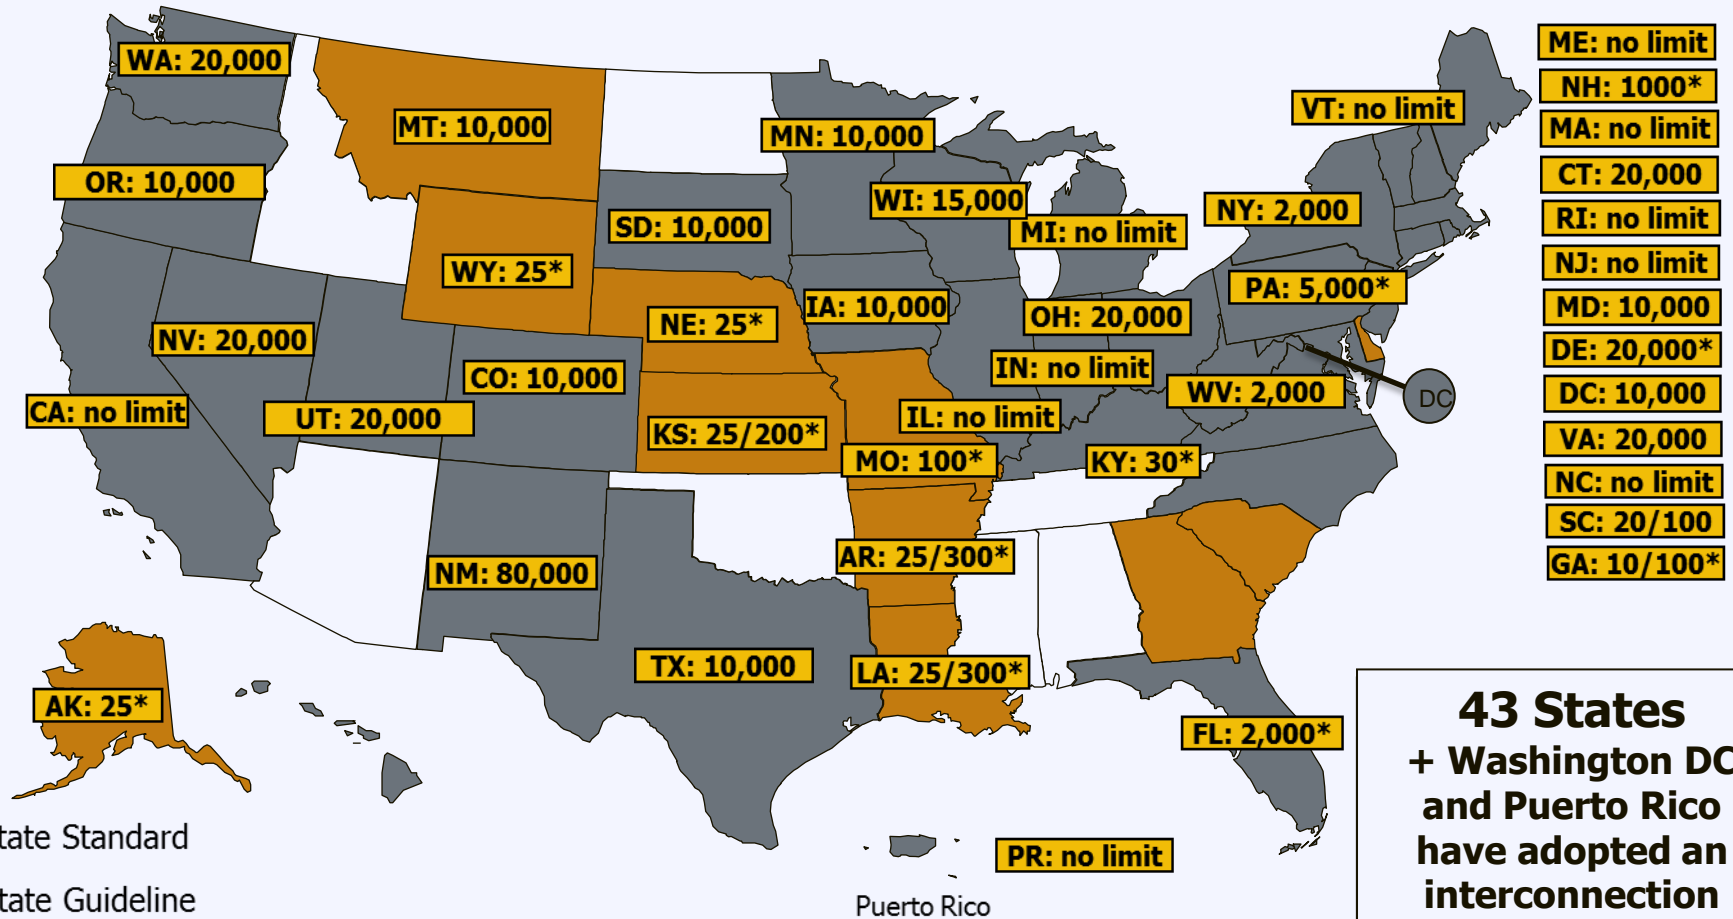 WA: 20,000
MT: 10,000
OR: 10,000
MN: 10,000
VT: no limit
WI: 15,000
SD: 10,000
MI: no limit
NY: 2,000
WY: 25*
PA: 5,000*
NE: 25*
IA: 10,000
OH: 20,000
NV: 20,000
CO: 10,000
IN: no limit
WV: 2,000
DC
CA: no limit
UT: 20,000
KS: 25/200*
IL: no limit
MO: 100*
KY: 30*
NM: 80,000
AR: 25/300*
TX: 10,000
LA: 25/300*
AK: 25*
FL: 2,000*
PR: no limit
Puerto Rico
ME: no limit
NH: 1000*
MA: no limit
CT: 20,000
RI: no limit
NJ: no limit
MD: 10,000
DE: 20,000*
DC: 10,000
VA: 20,000
NC: no limit
SC: 20/100
GA: 10/100*
43 States
+ Washington DC
and Puerto Rico
have adopted an
interconnection
tate Standard
tate Guideline